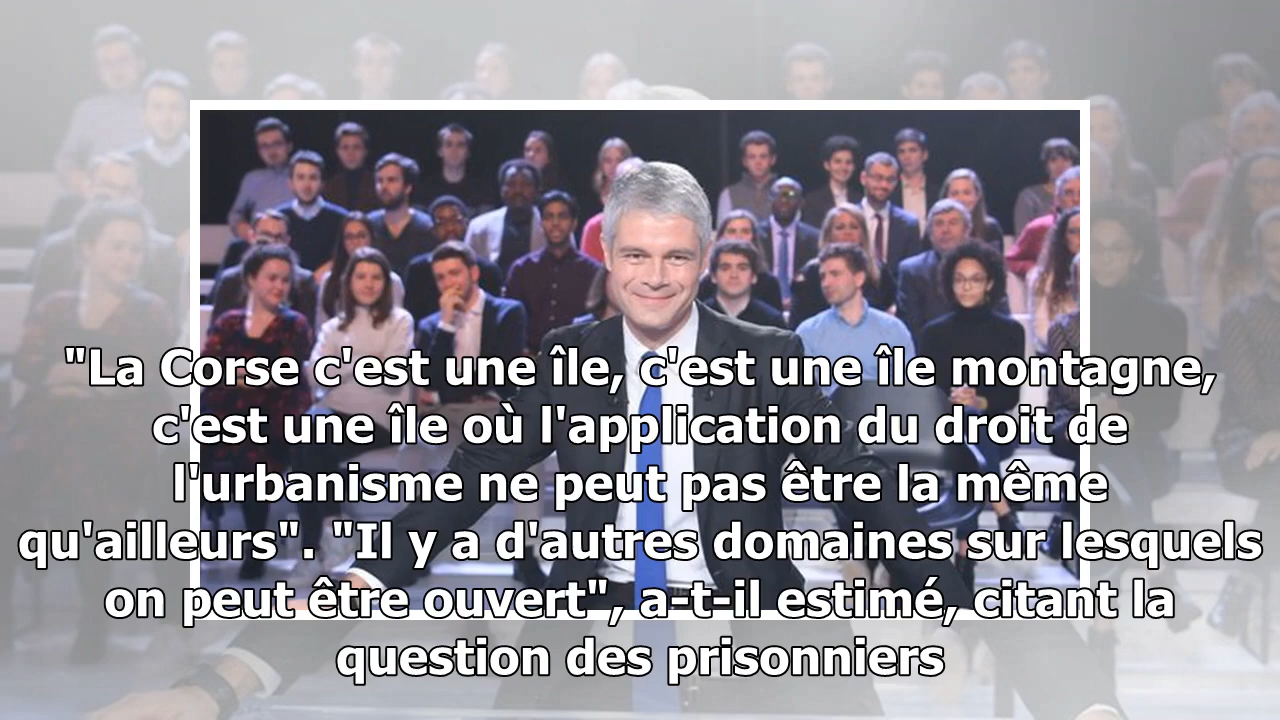 "La Corse c'est une île, c'est une île montagne,
c'est une île où l'application du droit de
l'urbanisme ne peut pas être la même
qu'ailleurs". "Il y a d'autres domaines sur lesquels
on peut être ouvert", a-t-il estimé, citant la
question des prisonniers